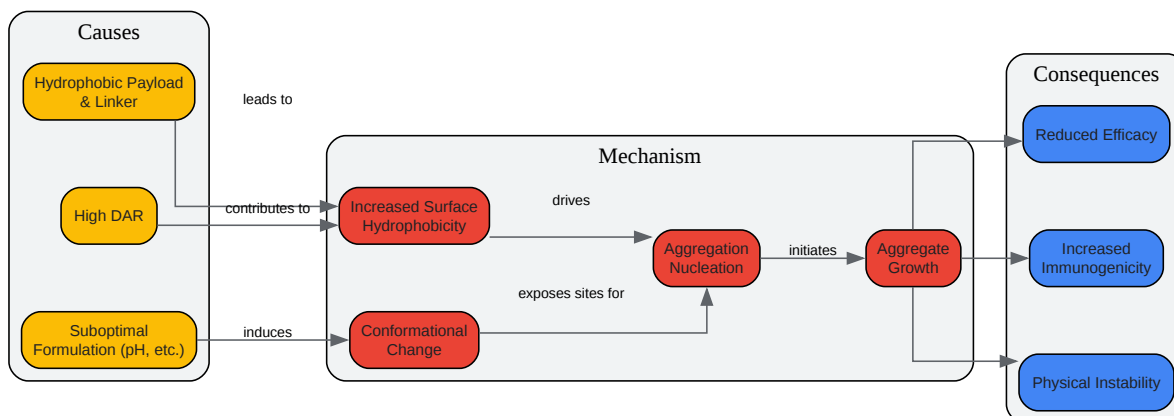 Causes
Hydrophobic Payload
& Linker
leads to
High DAR
contributes to
Suboptimal
Formulation (pH, etc.)
induces
Mechanism
Increased Surface
Hydrophobicity
drives
Conformational
Change
exposes sites for
Aggregation
Nucleation
initiates
Aggregate
Growth
Consequences
Reduced Efficacy
Increased
Immunogenicity
Physical Instability